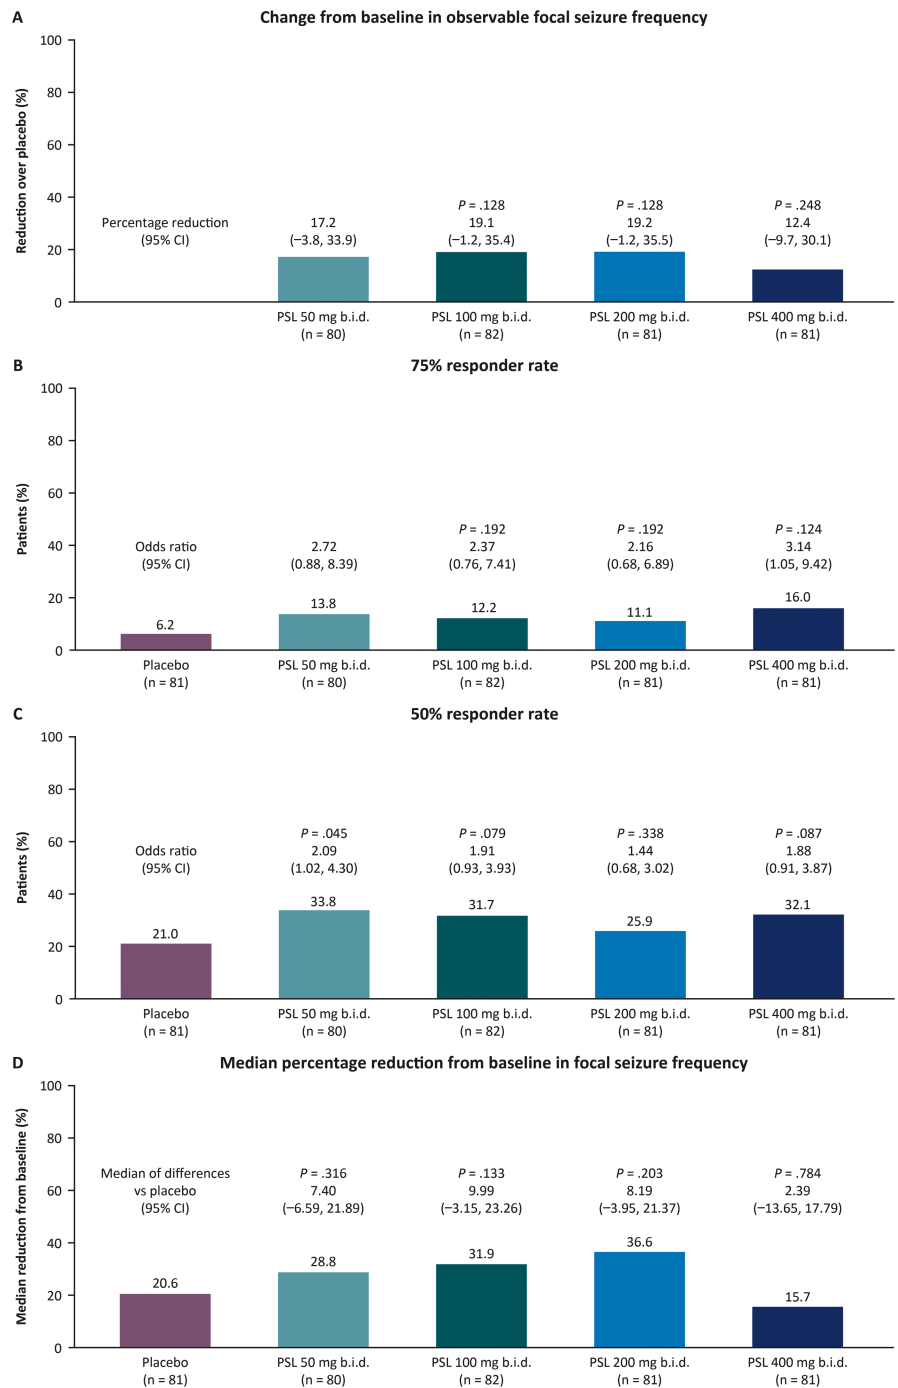 A
Change from baseline in observable focal seizure frequency
Reduction over placebo (%)
100
80
60
40
20
0
Percentage reduction
(95% CI)
17.2
(−3.8, 33.9)
P = .128
19.1
(−1.2, 35.4)
P = .128
19.2
(−1.2, 35.5)
P = .248
12.4
(−9.7, 30.1)
PSL 50 mg b.i.d.
(n = 80)
PSL 100 mg b.i.d.
(n = 82)
PSL 200 mg b.i.d.
(n = 81)
PSL 400 mg b.i.d.
(n = 81)
B
75% responder rate
Patients (%)
100
80
60
40
20
0
Odds ratio
(95% CI)
2.72
(0.88, 8.39)
P = .192
2.37
(0.76, 7.41)
P = .192
2.16
(0.68, 6.89)
P = .124
3.14
(1.05, 9.42)
6.2
13.8
12.2
11.1
16.0
Placebo
(n = 81)
PSL 50 mg b.i.d.
(n = 80)
PSL 100 mg b.i.d.
(n = 82)
PSL 200 mg b.i.d.
(n = 81)
PSL 400 mg b.i.d.
(n = 81)
C
50% responder rate
Patients (%)
100
80
60
40
20
0
Odds ratio
(95% CI)
P = .045
2.09
(1.02, 4.30)
P = .079
1.91
(0.93, 3.93)
P = .338
1.44
(0.68, 3.02)
P = .087
1.88
(0.91, 3.87)
21.0
33.8
31.7
25.9
32.1
Placebo
(n = 81)
PSL 50 mg b.i.d.
(n = 80)
PSL 100 mg b.i.d.
(n = 82)
PSL 200 mg b.i.d.
(n = 81)
PSL 400 mg b.i.d.
(n = 81)
D
Median percentage reduction from baseline in focal seizure frequency
Median reduction from baseline (%)
100
80
60
40
20
0
Median of differences
vs placebo
(95% CI)
P = .316
7.40
(−6.59, 21.89)
P = .133
9.99
(−3.15, 23.26)
P = .203
8.19
(−3.95, 21.37)
P = .784
2.39
(−13.65, 17.79)
20.6
28.8
31.9
36.6
15.7
Placebo
(n = 81)
PSL 50 mg b.i.d.
(n = 80)
PSL 100 mg b.i.d.
(n = 82)
PSL 200 mg b.i.d.
(n = 81)
PSL 400 mg b.i.d.
(n = 81)